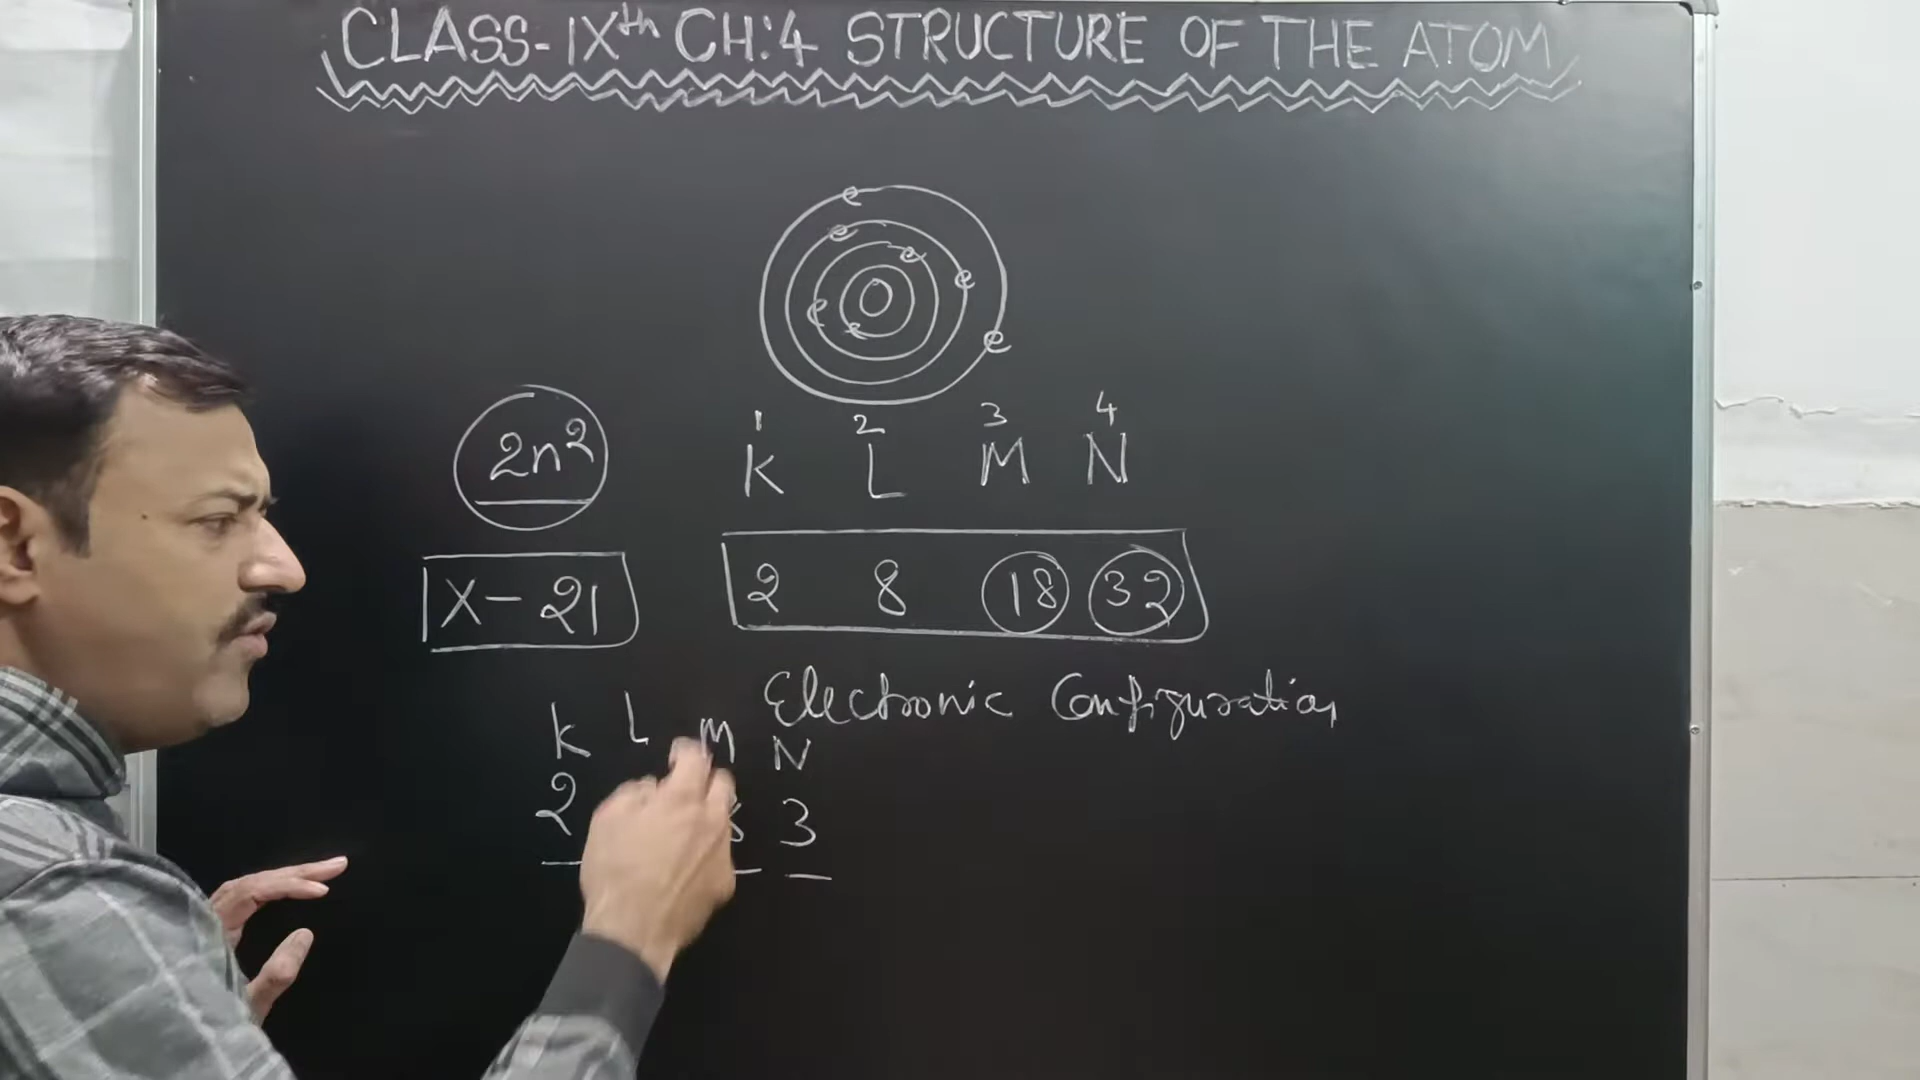 CLASS-IXth CH:4 STRUCTURE OF THE ATOM
e
e
e
e
e
e
e
1 2 3 4
2n² K L M N
X - 21 2 8 18 32
Electronic Configuration
K L M N
2 3